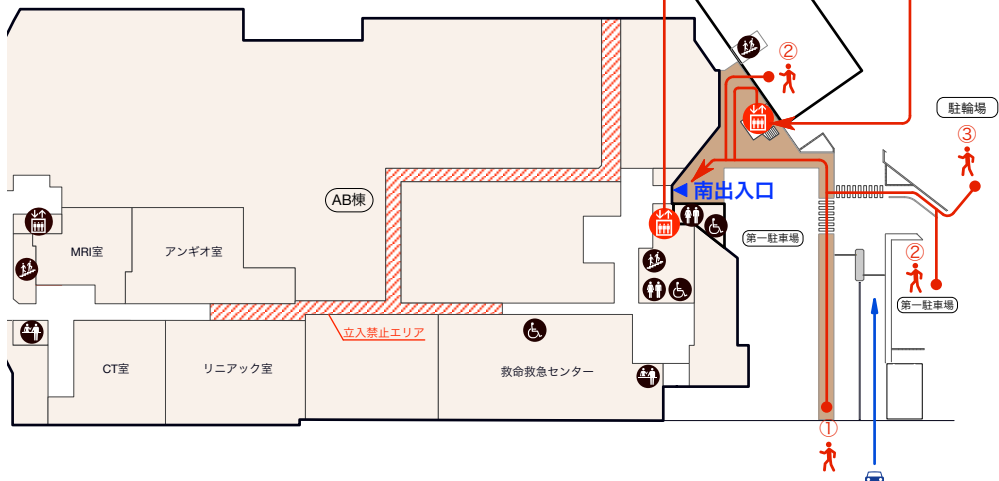 ②
駐輪場
③
AB棟
南出入口
MRI室
アンギオ室
第一駐車場
②
第一駐車場
立入禁止エリア
CT室
リニアック室
救命救急センター
①